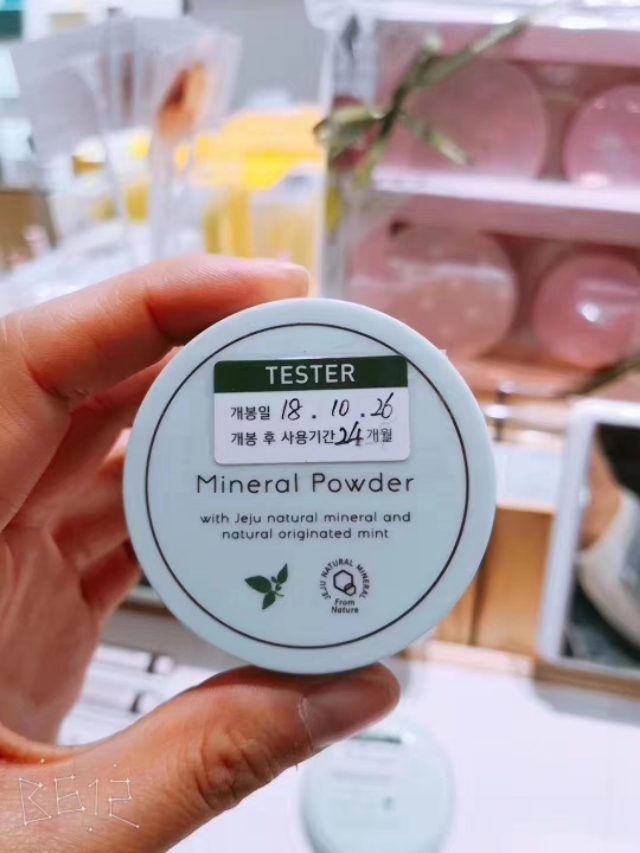 TESTER
개봉일 18.10.26
개봉 후 사용기간 24 개월
Mineral Powder
with Jeju natural mineral and
natural originated mint
JEJU NATURAL MINERAL
From
Nature
B612